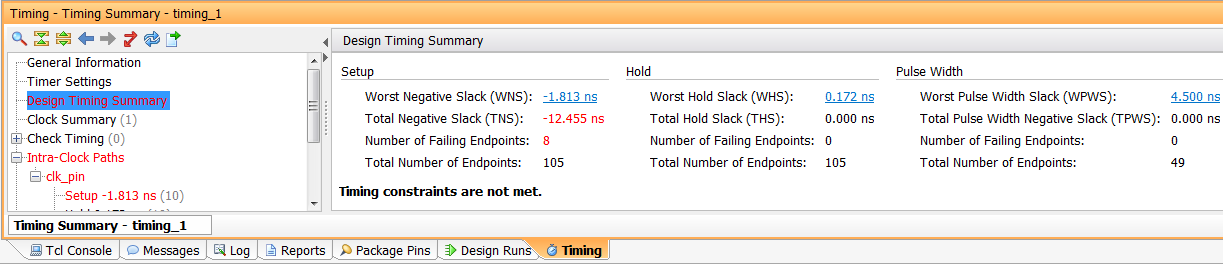 Timing - Timing Summary - timing_1
General Information
Timer Settings
Design Timing Summary
Clock Summary (1)
Check Timing (0)
Intra-Clock Paths
clk_pin
Setup -1.813 ns (10)
Design Timing Summary
Setup
Worst Negative Slack (WNS): -1.813 ns
Total Negative Slack (TNS): -12.455 ns
Number of Failing Endpoints: 8
Total Number of Endpoints: 105
Hold
Worst Hold Slack (WHS): 0.172 ns
Total Hold Slack (THS): 0.000 ns
Number of Failing Endpoints: 0
Total Number of Endpoints: 105
Pulse Width
Worst Pulse Width Slack (WPWS): 4.500 ns
Total Pulse Width Negative Slack (TPWS): 0.000 ns
Number of Failing Endpoints: 0
Total Number of Endpoints: 49
Timing constraints are not met.
Timing Summary - timing_1
Tcl Console Messages Log Reports Package Pins Design Runs Timing